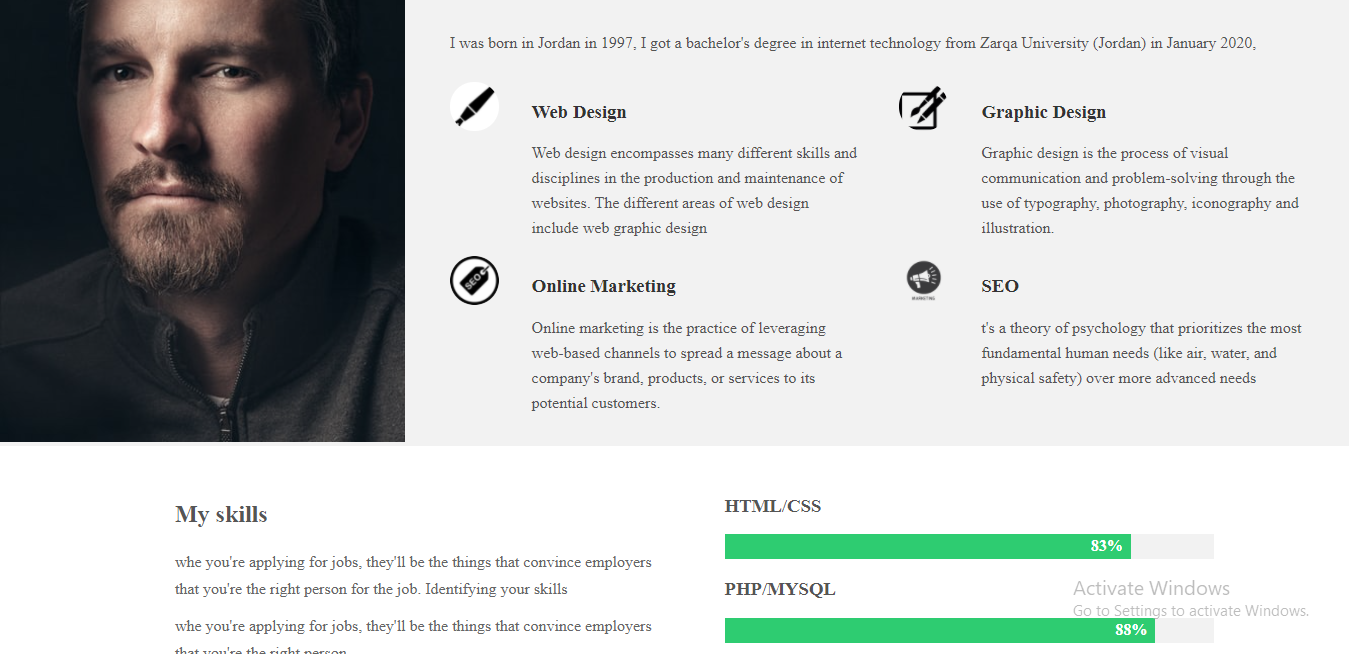 I was born in Jordan in 1997, I got a bachelor's degree in internet technology from Zarqa University (Jordan) in January 2020,
Web Design
Web design encompasses many different skills and
disciplines in the production and maintenance of
websites. The different areas of web design
include web graphic design
Graphic Design
Graphic design is the process of visual
communication and problem-solving through the
use of typography, photography, iconography and
illustration.
SEO
Online Marketing
Online marketing is the practice of leveraging
web-based channels to spread a message about a
company's brand, products, or services to its
potential customers.
MARKETING
SEO
t's a theory of psychology that prioritizes the most
fundamental human needs (like air, water, and
physical safety) over more advanced needs
My skills
whe you're applying for jobs, they'll be the things that convince employers
that you're the right person for the job. Identifying your skills
whe you're applying for jobs, they'll be the things that convince employers
that you're the right person
HTML/CSS
83%
PHP/MYSQL
88%
Activate Windows
Go to Settings to activate Windows.